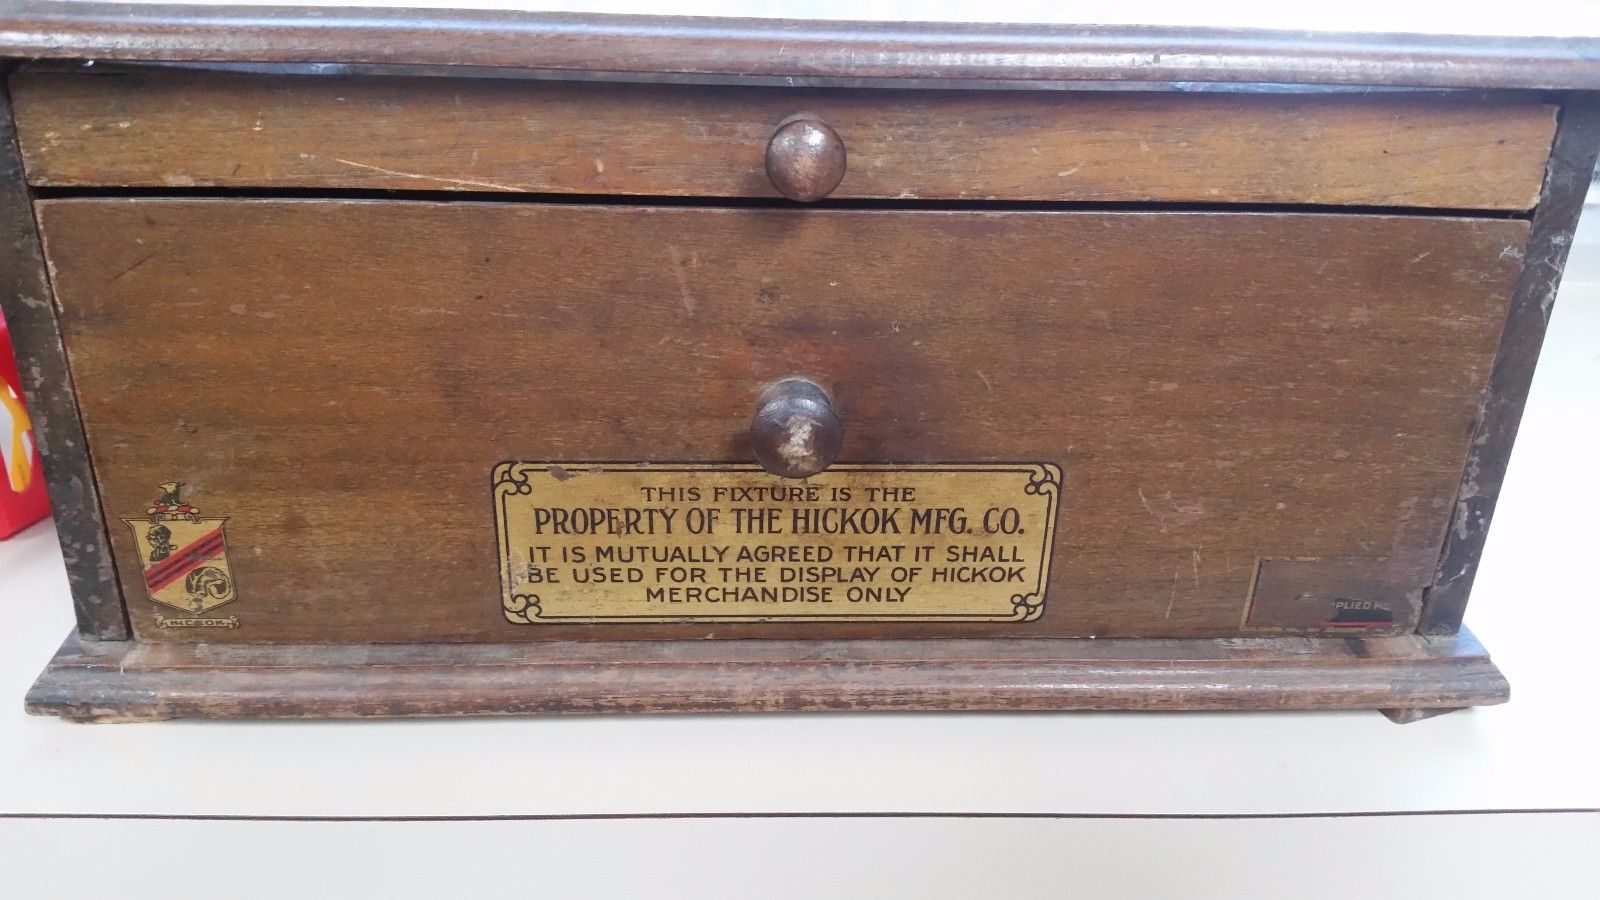 THIS FIXTURE IS THE
PROPERTY OF THE HICKOK MFG. CO.
IT IS MUTUALLY AGREED THAT IT SHALL
BE USED FOR THE DISPLAY OF HICKOK
MERCHANDISE ONLY
HICKOK